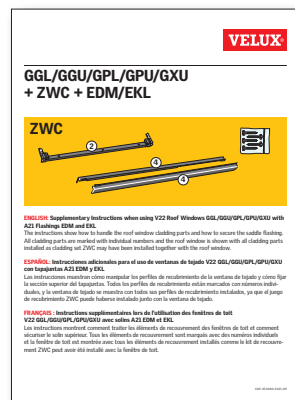 VELUX
GGL/GGU/GPL/GPU/GXU
+ ZWC + EDM/EKL
ZWC
2
4
4
ENGLISH: Supplementary Instructions when using V22 Roof Windows GGL/GGU/GPL/GPU/GXU with
A21 Flashings EDM and EKL
The instructions show how to handle the roof window cladding parts and how to secure the saddle flashing.
All cladding parts are marked with individual numbers and the roof window is shown with all cladding parts
installed as cladding set ZWC may have been installed together with the roof window.
ESPAÑOL: Instrucciones adicionales para el uso de ventanas de tejado V22 GGL/GGU/GPL/GPU/GXU
con tapajuntas A21 EDM y EKL
Las instrucciones muestran cómo manipular los perfiles de recubrimiento de la ventana de tejado y cómo fijar
la sección superior del tapajuntas. Todos los perfiles de recubrimiento están marcados con números indivi-
duales, y la ventana de tejado se muestra con todos sus perfiles de recubrimiento instalados, ya que el juego
de recubrimiento ZWC puede haberse instalado junto con la ventana de tejado.
FRANÇAIS : Instructions supplémentaires lors de l'utilisation des fenêtres de toit
V22 GGL/GGU/GPL/GPU/GXU avec solins A21 EDM et EKL
Les instructions montrent comment traiter les éléments de recouvrement des fenêtres de toit et comment
sécuriser le solin supérieur. Tous les éléments de recouvrement sont marqués avec des numéros individuels
et la fenêtre de toit est montrée avec tous les éléments de recouvrement installés comme le kit de recouvre-
ment ZWC peut avoir été installé avec la fenêtre de toit.